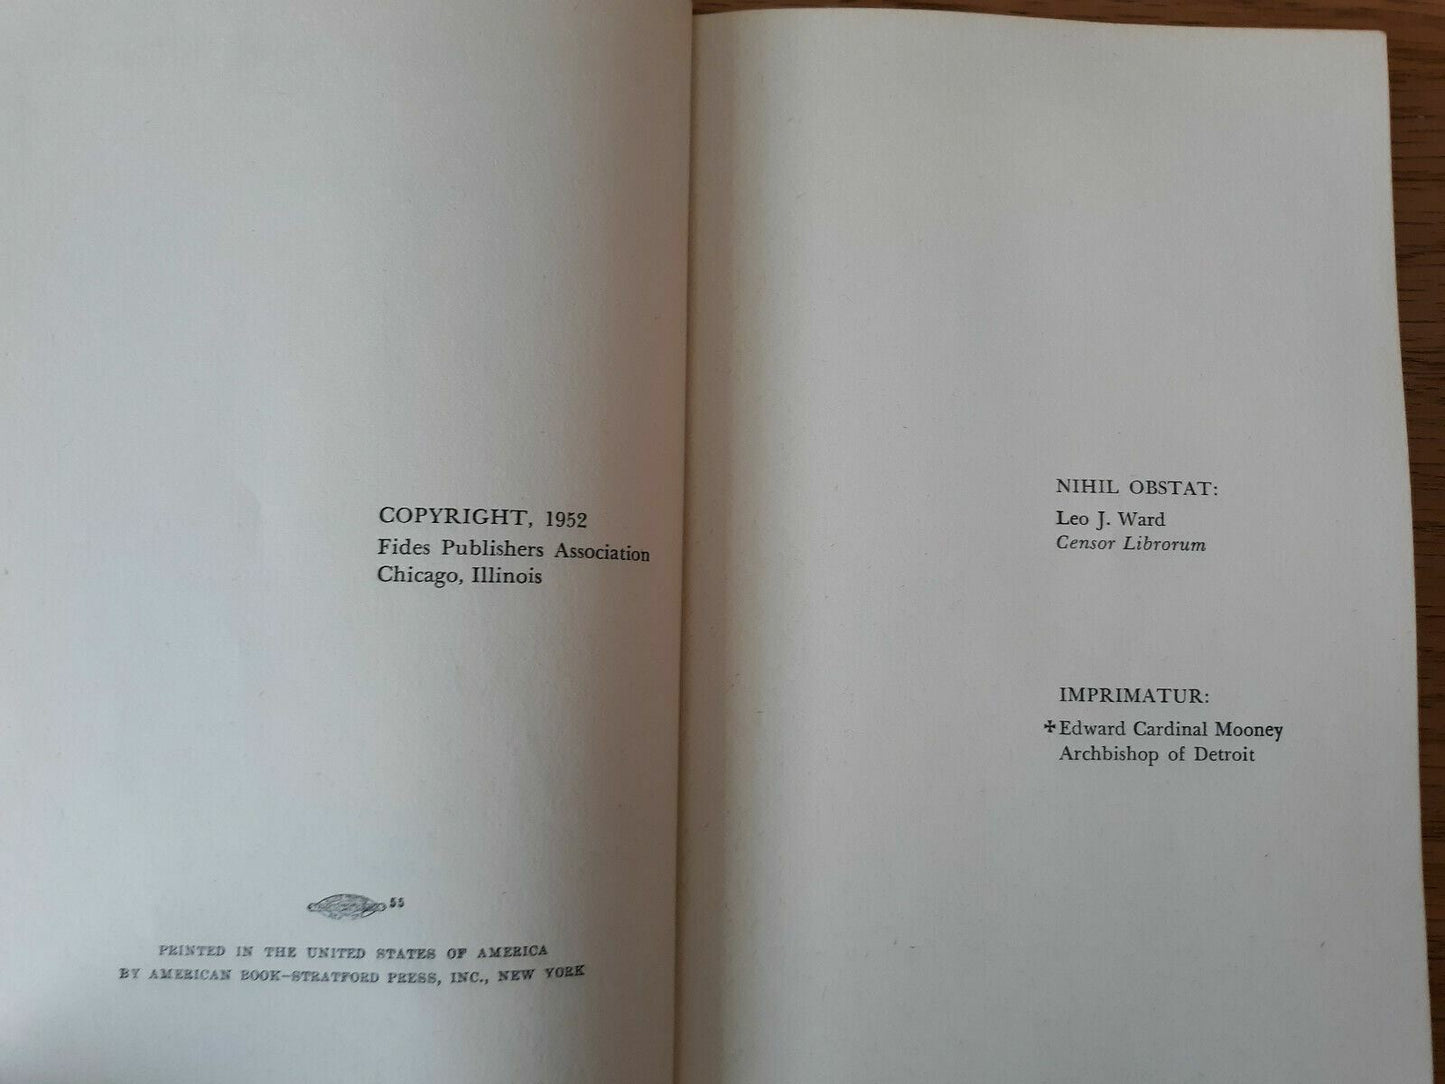 COPYRIGHT, 1952
Fides Publishers Association
Chicago, Illinois
55
PRINTED IN THE UNITED STATES OF AMERICA
BY AMERICAN BOOK–STRATFORD PRESS, INC., NEW YORK
NIHIL OBSTAT:
Leo J. Ward
Censor Librorum
IMPRIMATUR:
✠Edward Cardinal Mooney
Archbishop of Detroit